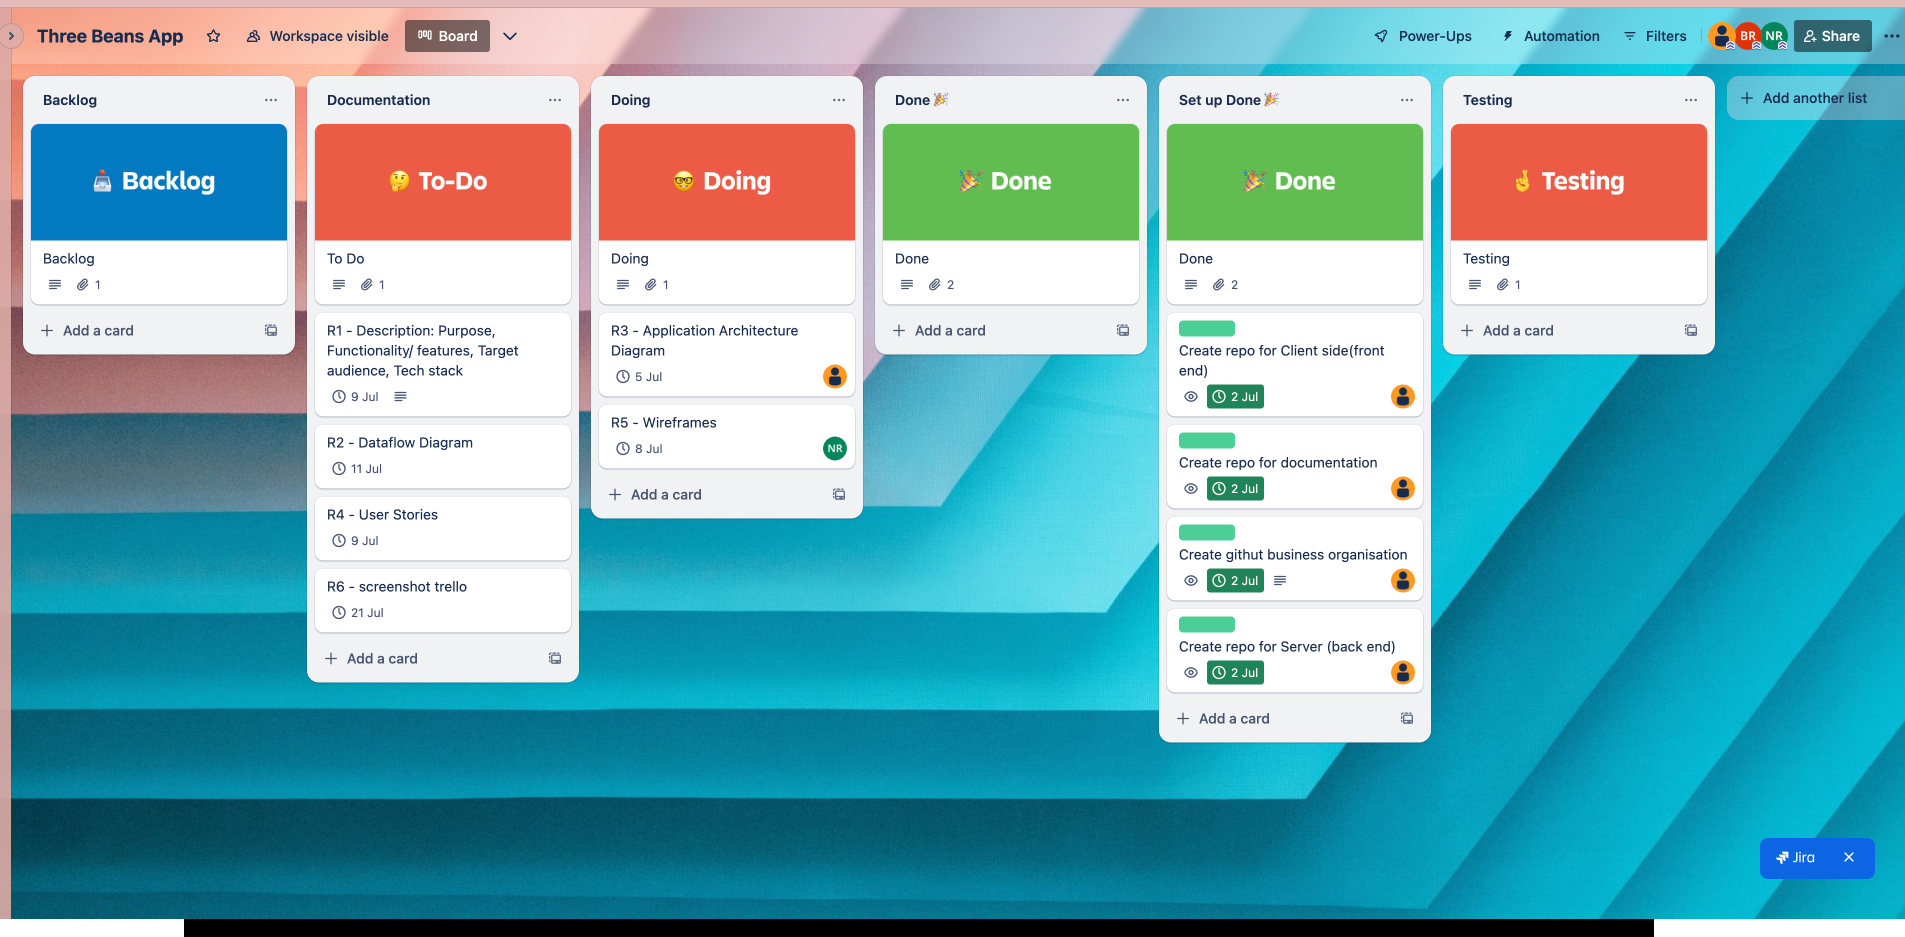 Three Beans App
Workspace visible
Board
Power-Ups
Automation
Filters
BR
NR
Share
Backlog
Backlog
Backlog
1
Add a card
Documentation
To-Do
To Do
1
R1 - Description: Purpose,
Functionality/ features, Target
audience, Tech stack
9 Jul
R2 - Dataflow Diagram
11 Jul
R4 - User Stories
9 Jul
R6 - screenshot trello
21 Jul
Add a card
Doing
Doing
Doing
1
R3 - Application Architecture
Diagram
5 Jul
R5 - Wireframes
8 Jul
NR
Add a card
Done
Done
Done
2
Add a card
Set up Done
Done
Done
2
Create repo for Client side(front
end)
2 Jul
Create repo for documentation
2 Jul
Create githut business organisation
2 Jul
Create repo for Server (back end)
2 Jul
Add a card
Testing
Testing
Testing
1
Add a card
Add another list
Jira